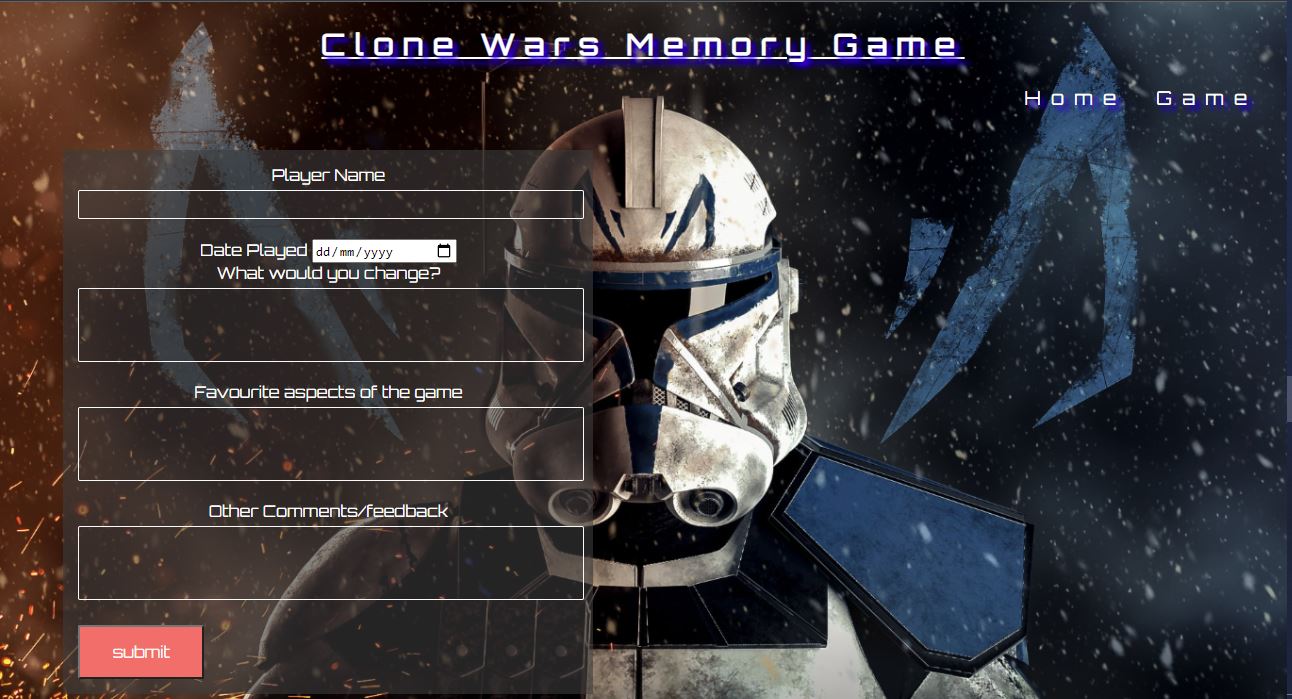 Clone Wars Memory Game
Home Game
Player Name
Date Played dd/mm/yyyy
What would you change?
Favourite aspects of the game
Other Comments/feedback
submit